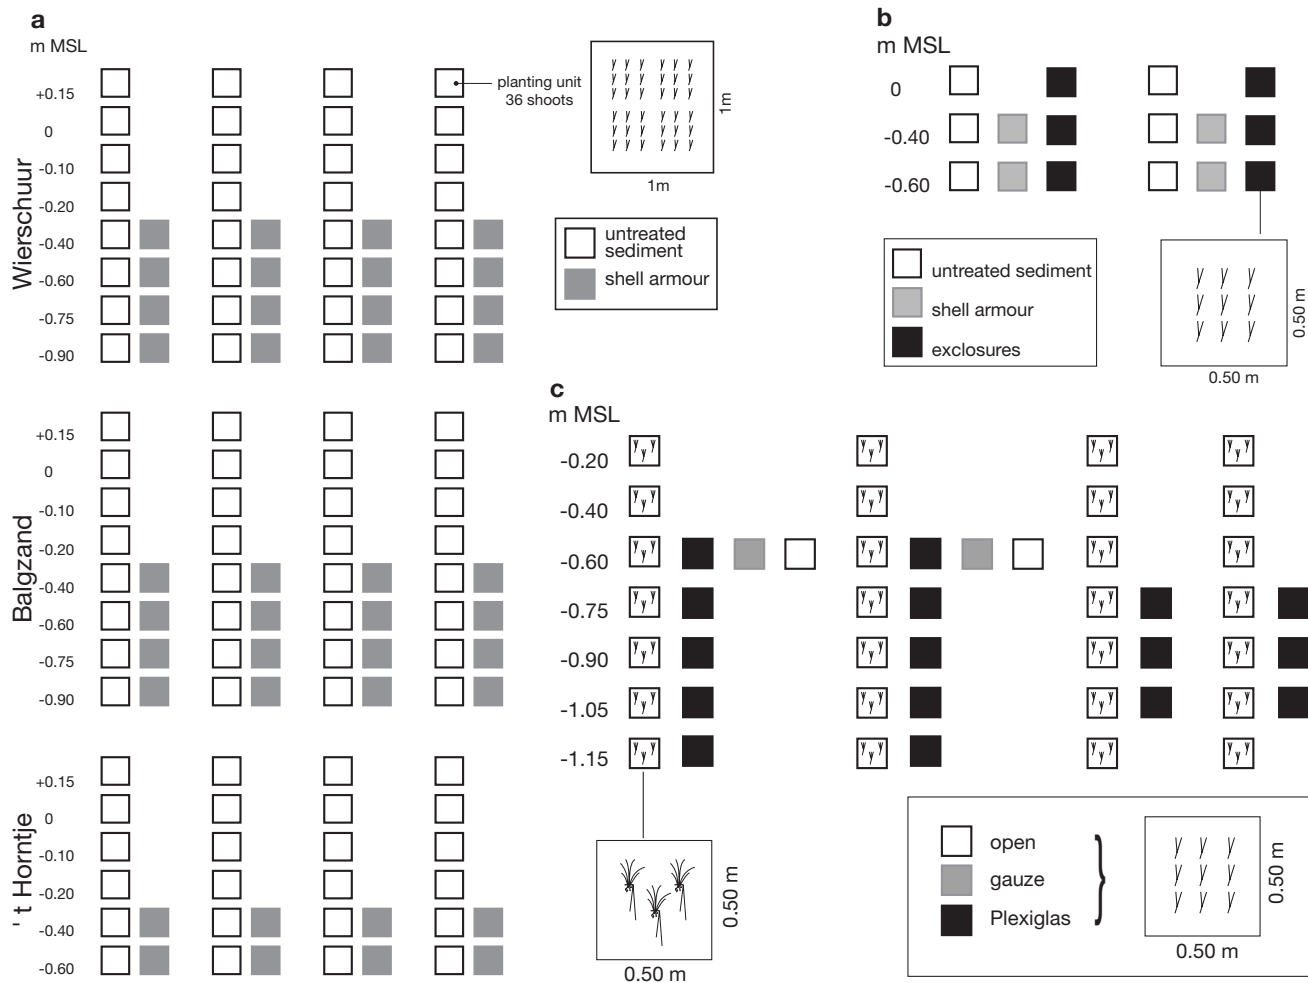 a
m MSL
+0.15
0
-0.10
-0.20
-0.40
-0.60
-0.75
-0.90
Wierschuur
planting unit
36 shoots
1m
1m
untreated
sediment
shell armour
+0.15
0
-0.10
-0.20
-0.40
-0.60
-0.75
-0.90
Balgzand
+0.15
0
-0.10
-0.20
-0.40
-0.60
' t Horntje
b
m MSL
0
-0.40
-0.60
untreated sediment
shell armour
exclosures
0.50 m
0.50 m
c
m MSL
-0.20
-0.40
-0.60
-0.75
-0.90
-1.05
-1.15
0.50 m
0.50 m
open
gauze
Plexiglas
}
0.50 m
0.50 m